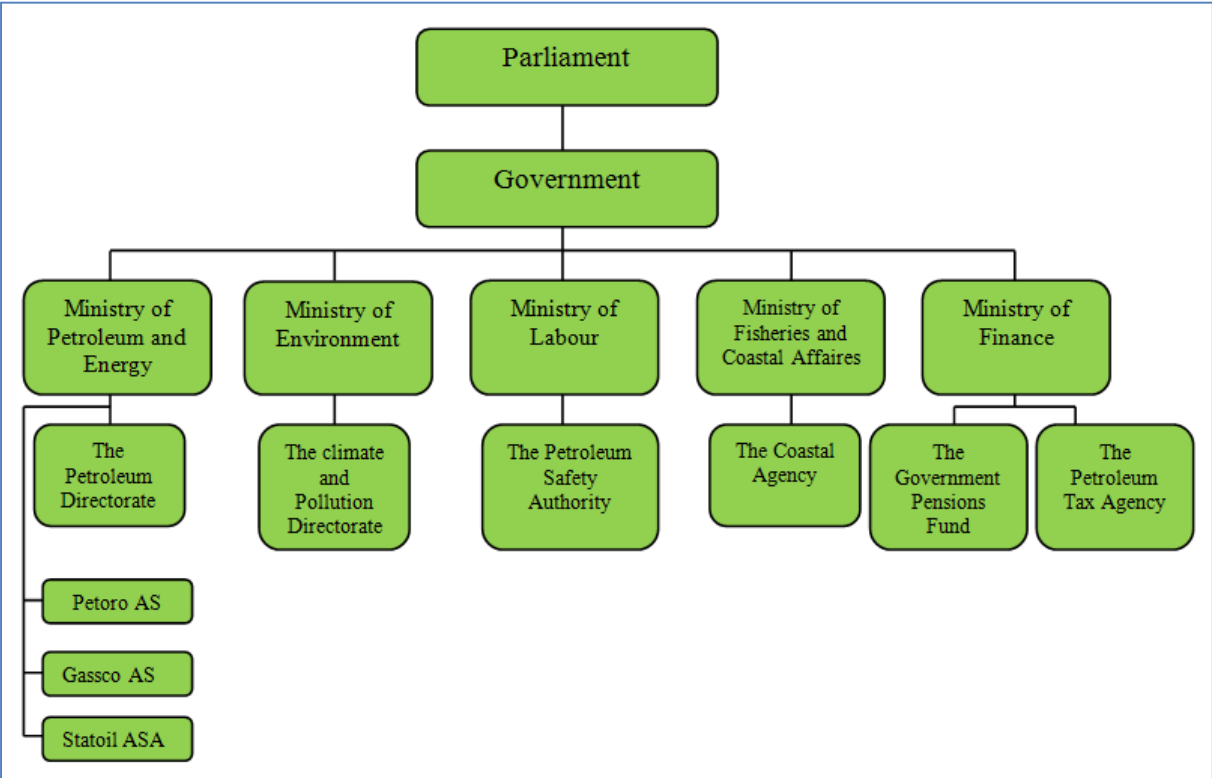 Parliament
Government
Ministry of
Petroleum and
Energy
Ministry of
Environment
Ministry of
Labour
Ministry of
Fisheries and
Coastal Affaires
Ministry of
Finance
The
Petroleum
Directorate
The climate
and
Pollution
Directorate
The Petroleum
Safety
Authority
The Coastal
Agency
The
Government
Pensions
Fund
The
Petroleum
Tax Agency
Petoro AS
Gassco AS
Statoil ASA